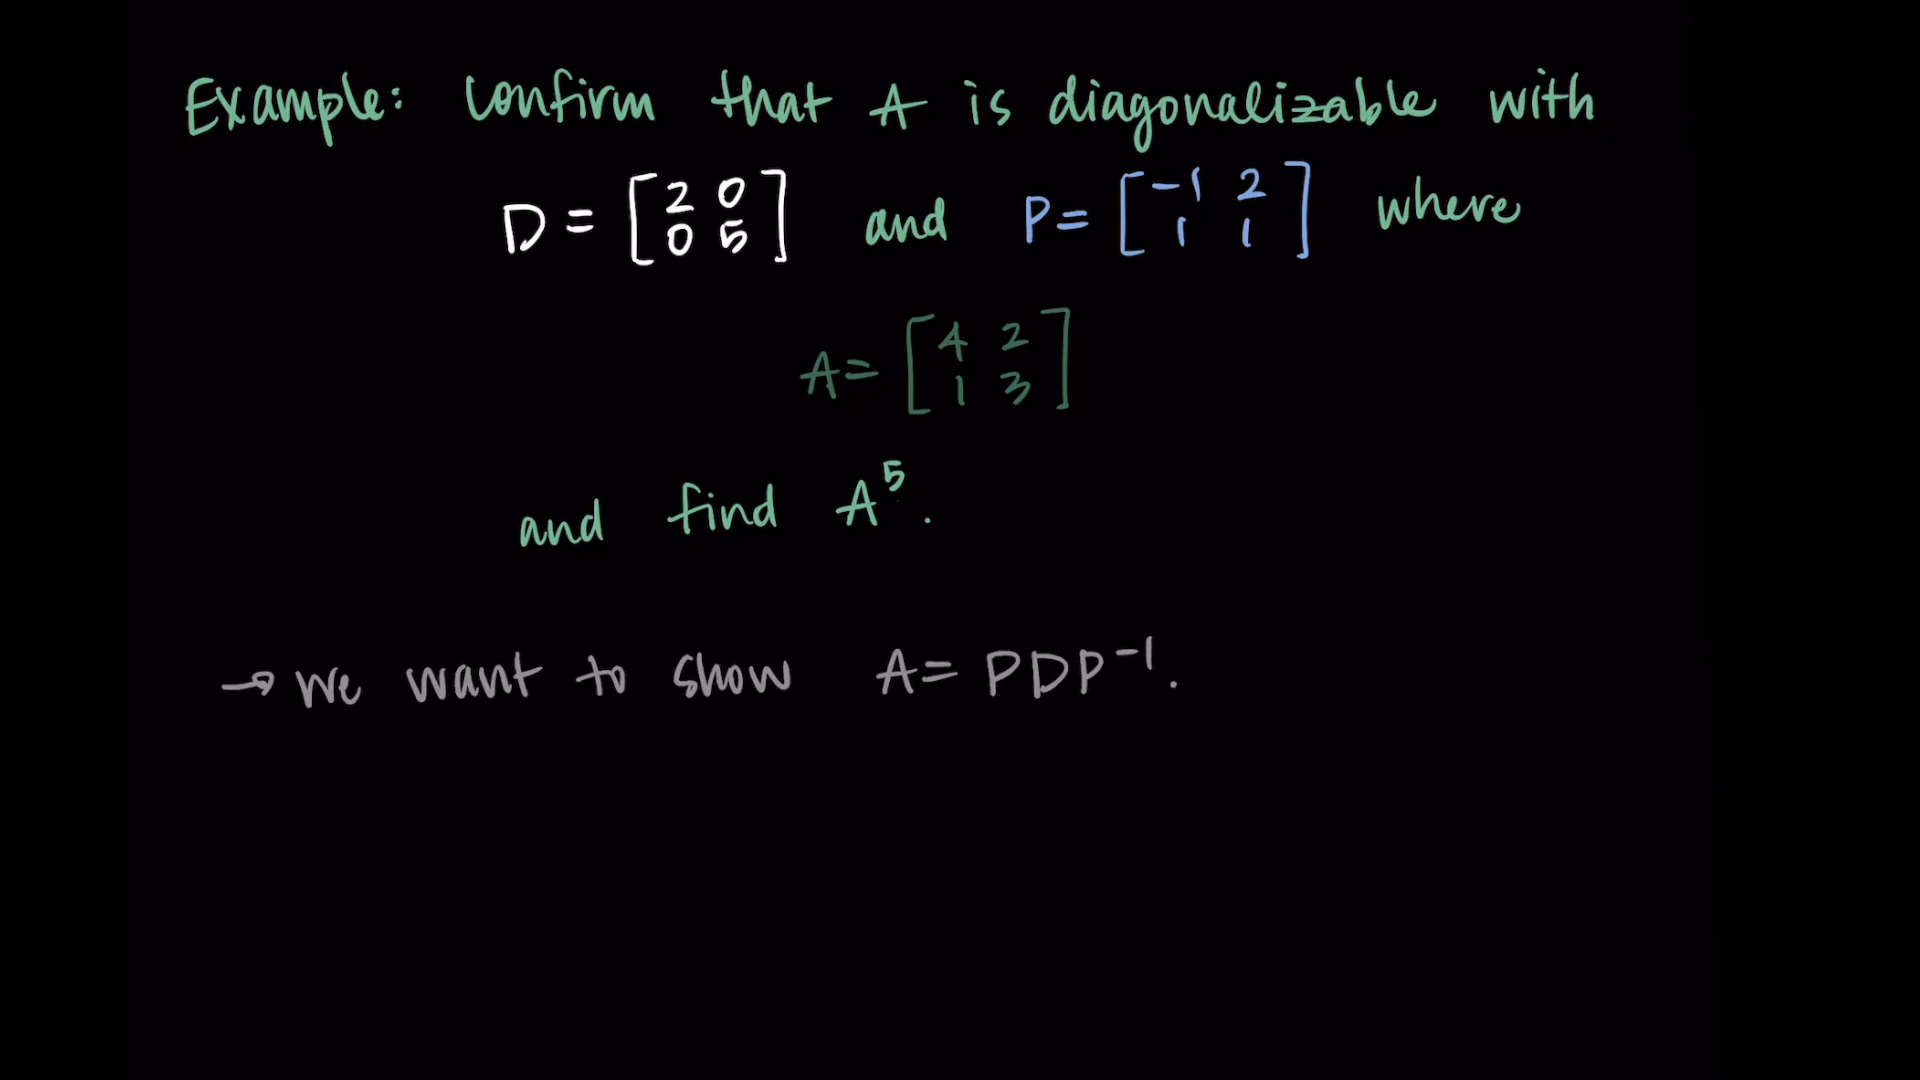 Example: Confirm that A is diagonalizable with
D = [2 0; 0 5] and P = [-1 2; 1 1] where
A = [4 2; 1 3]
and find A⁵.
→ We want to show A = PDP⁻¹.